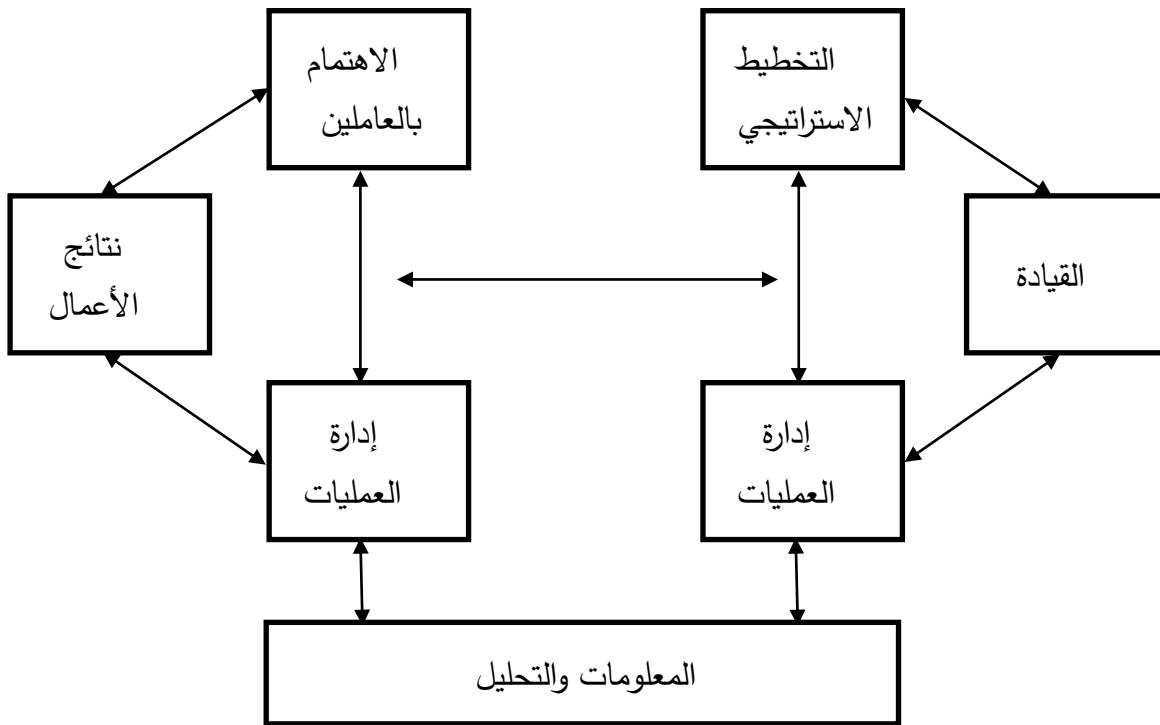 التخطيط
الاستراتيجي
الاهتمام
بالعاملين
القيادة
نتائج
الأعمال
إدارة
العمليات
إدارة
العمليات
المعلومات والتحليل